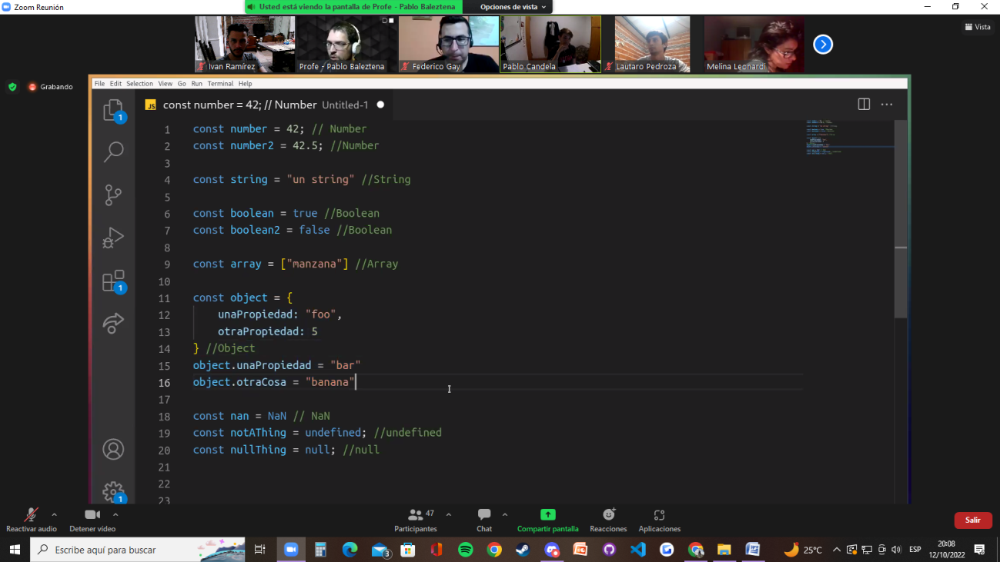 Zoom Reunión
Usted está viendo la pantalla de Profe - Pablo Baleztena
Opciones de vista
Vista
Ivan Ramírez
Profe - Pablo Baleztena
Federico Gay
Pablo Candela
Lautaro Pedroza
Melina Leonardi
Grabando
File Edit Selection View Go Run Terminal Help
JS const number = 42; // Number Untitled-1
1 const number = 42; // Number
2 const number2 = 42.5; //Number
3
4 const string = "un string" //String
5
6 const boolean = true //Boolean
7 const boolean2 = false //Boolean
8
9 const array = ["manzana"] //Array
10
11 const object = {
12 unaPropiedad: "foo",
13 otraPropiedad: 5
14 } //Object
15 object.unaPropiedad = "bar"
16 object.otraCosa = "banana"
17
18 const nan = NaN // NaN
19 const notAThing = undefined; //undefined
20 const nullThing = null; //null
21
22
23
1
1
1
47
Reactivar audio
Detener video
Participantes
Chat
Compartir pantalla
Reacciones
Aplicaciones
Salir
Escribe aquí para buscar
3
25°C
ESP
20:08
12/10/2022